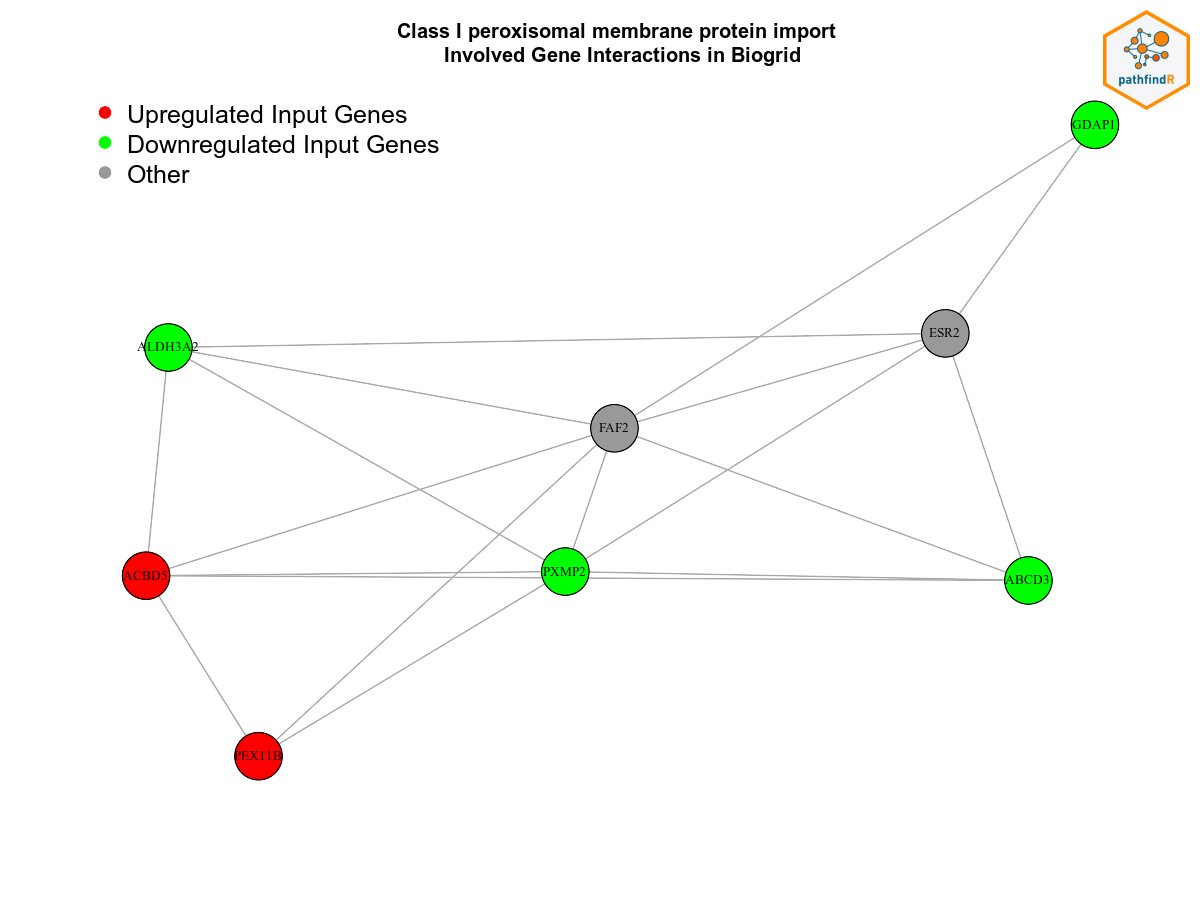 Class I peroxisomal membrane protein import
Involved Gene Interactions in Biogrid
pathfindR
Upregulated Input Genes
Downregulated Input Genes
Other
GDAP1
ESR2
ALDH3A2
FAF2
PXMP2
ACBD5
ABCD3
PEX11B